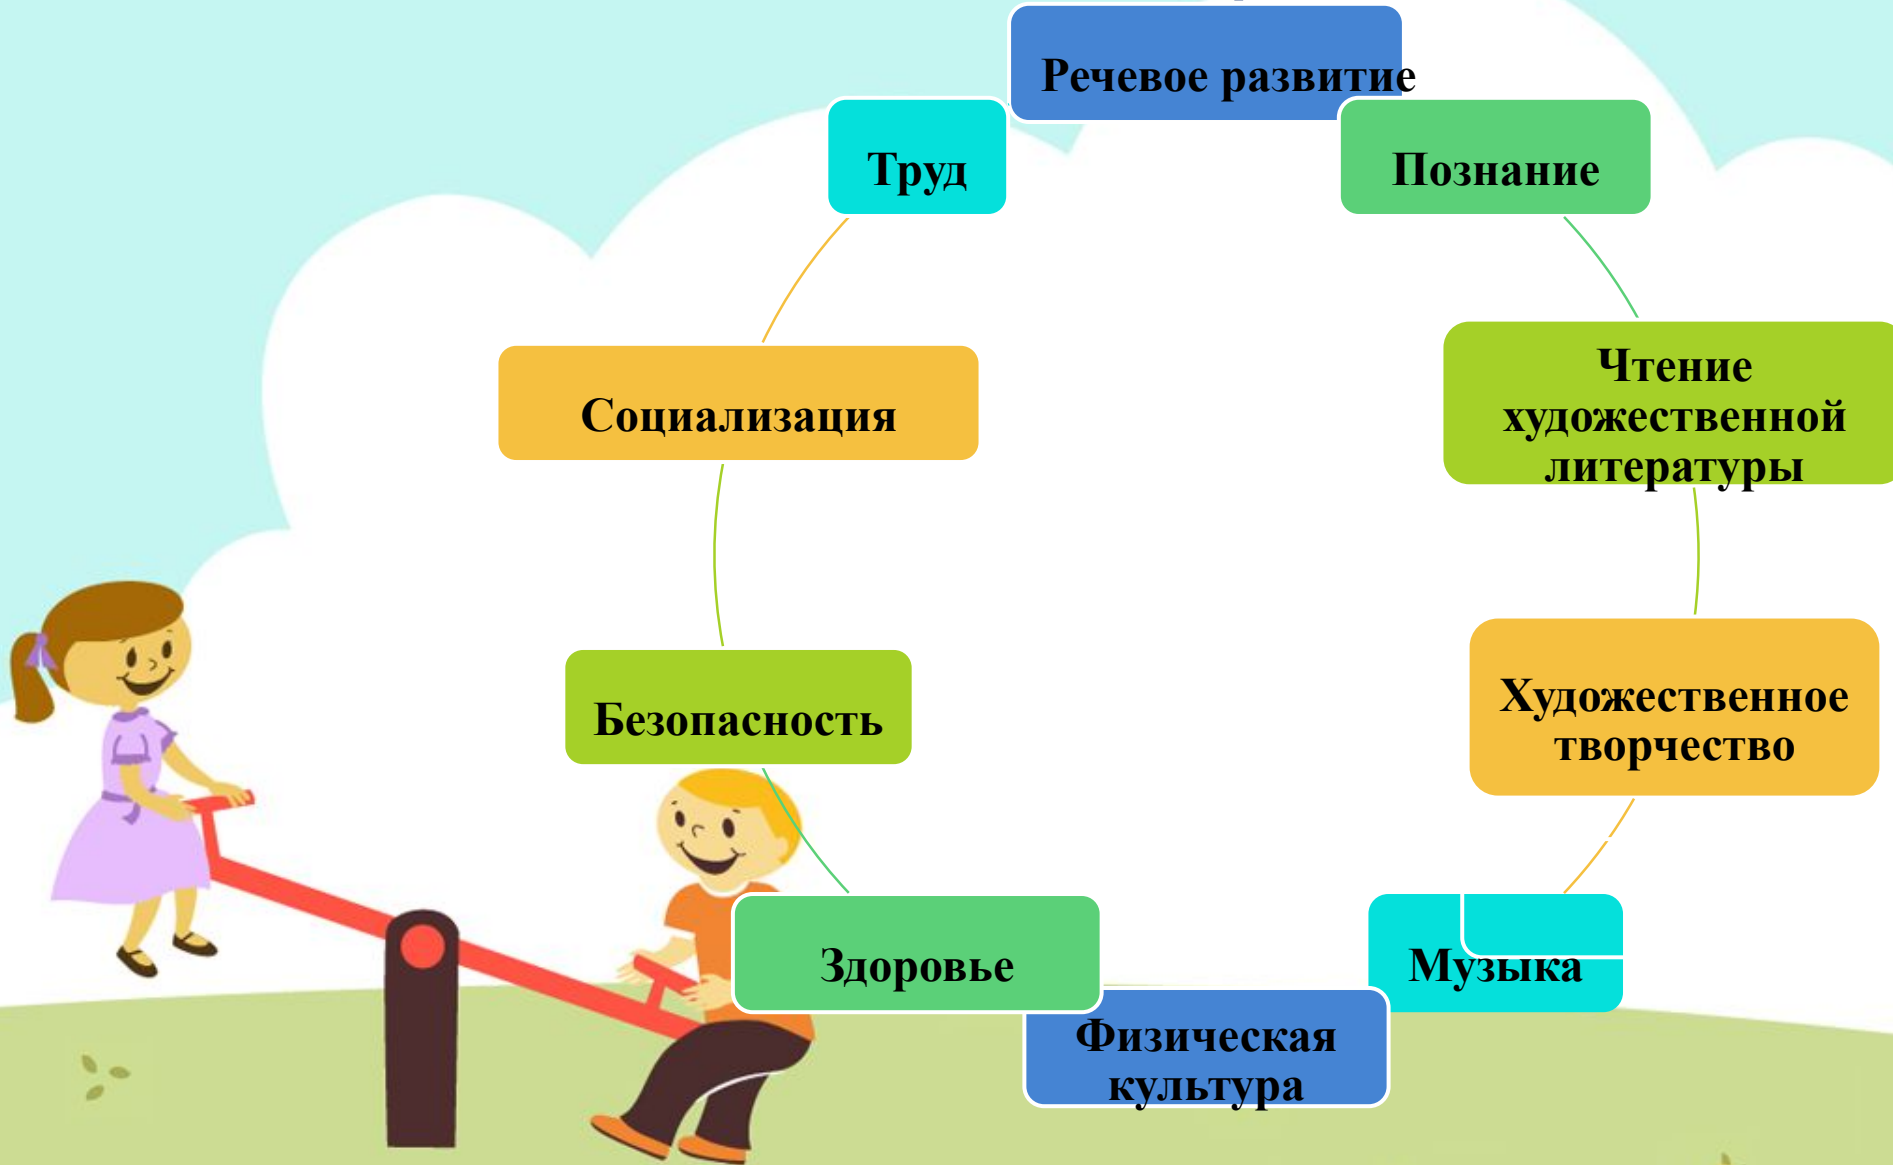 Речевое развитие
Труд
Познание
Чтение
художественной
литературы
Социализация
Художественное
творчество
Безопасность
Музыка
Здоровье
Физическая
культура